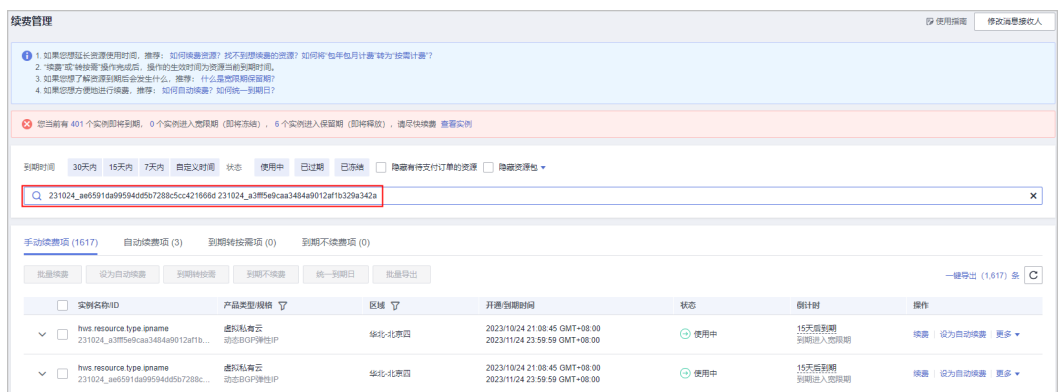 续费管理
使用指南
修改消息接收人
1. 如果您想延长资源使用时间，推荐：如何续费资源？找不到想续费的资源？如何将“包年包月计费”转为“按需计费”？
2. “续费”或“转按需”操作完成后，操作的生效时间为资源当前到期时间。
3. 如果您想了解资源到期后会发生什么，推荐：什么是宽限期保留期？
4. 如果您想方便地进行续费，推荐：如何自动续费？如何统一到期日？
您当前有 401 个实例即将到期，0 个实例进入宽限期（即将冻结），6 个实例进入保留期（即将释放），请尽快续费 查看实例
到期时间 30天内 15天内 7天内 自定义时间 状态 使用中 已过期 已冻结 隐藏有待支付订单的资源 隐藏资源包
231024_ae6591da99594dd5b7288c5cc421666d 231024_a3fff5e9caa3484a9012af1b329a342a
手动续费项 (1617) 自动续费项 (3) 到期转按需项 (0) 到期不续费项 (0)
批量续费 设为自动续费 到期转按需 到期不续费 统一到期日 批量导出 一键导出（1,617）条
实例名称/ID 产品类型/规格 区域 开通/到期时间 状态 倒计时 操作
hws.resource.type.ipname 虚拟私有云 华北-北京四 2023/10/24 21:08:45 GMT+08:00 使用中 15天后到期 续费 设为自动续费 更多
231024_a3fff5e9caa3484a9012af1b... 动态BGP弹性IP 2023/11/24 23:59:59 GMT+08:00 到期进入宽限期
hws.resource.type.ipname 虚拟私有云 华北-北京四 2023/10/24 21:08:45 GMT+08:00 使用中 15天后到期 续费 设为自动续费 更多
231024_ae6591da99594dd5b7288c... 动态BGP弹性IP 2023/11/24 23:59:59 GMT+08:00 到期进入宽限期